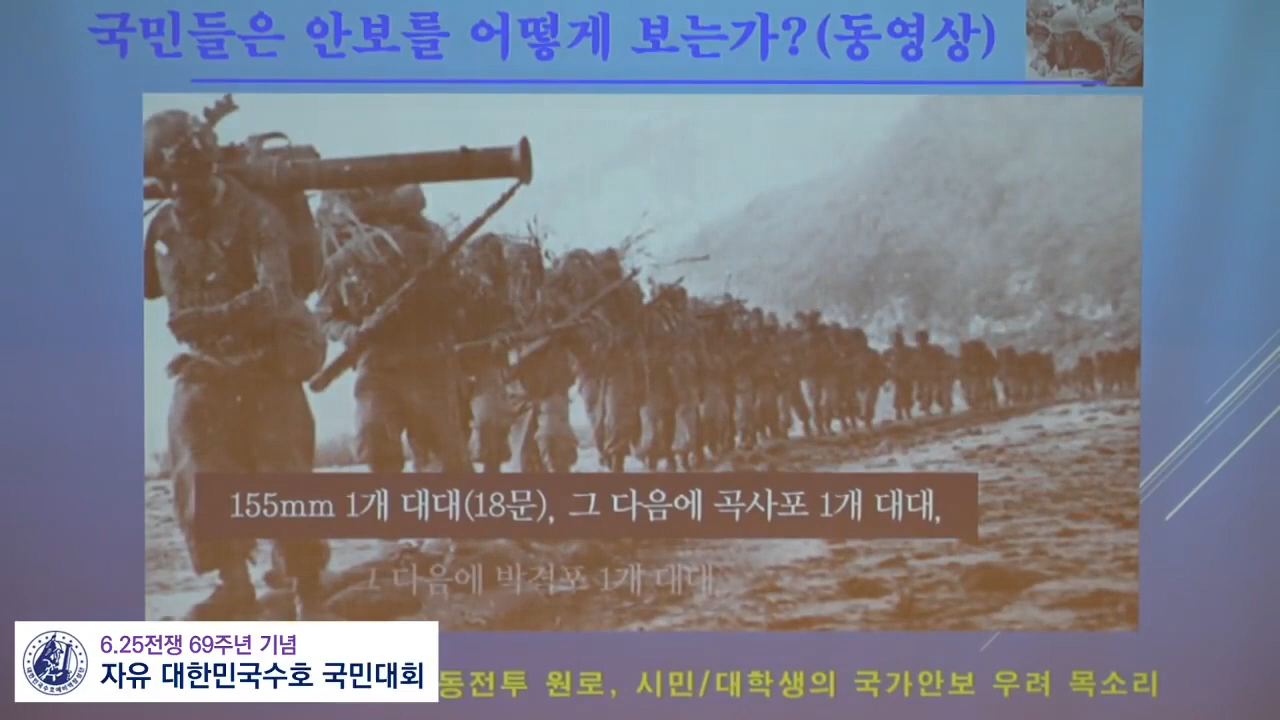 국민들은 안보를 어떻게 보는가?(동영상)
155mm 1개 대대(18문), 그 다음에 곡사포 1개 대대,
그 다음에 박격포 1개 대대,
6.25전쟁 69주년 기념
자유 대한민국수호 국민대회
동전투 원로, 시민/대학생의 국가안보 우려 목소리